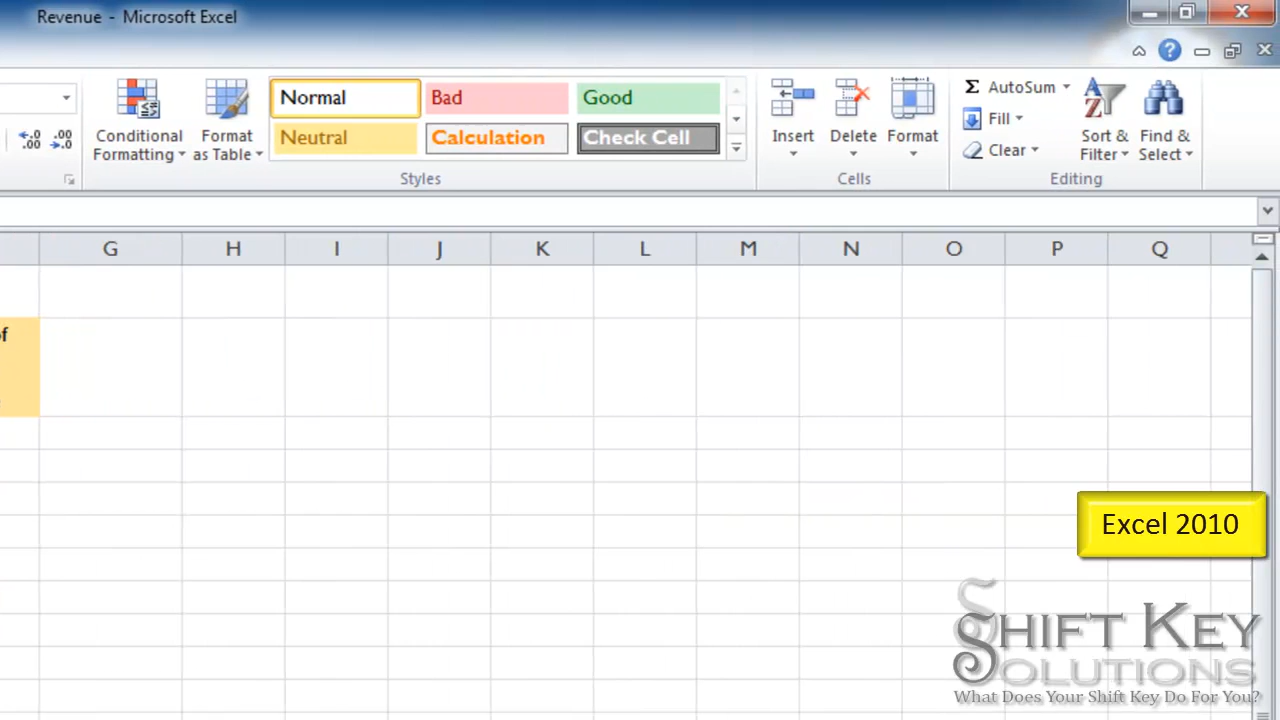 Revenue - Microsoft Excel
Normal
Bad
Good
Neutral
Calculation
Check Cell
Conditional
Formatting
Format
as Table
Insert
Delete
Format
AutoSum
Fill
Clear
Sort &
Filter
Find &
Select
Styles
Cells
Editing
G H I J K L M N O P Q
of
Excel 2010
SHIFT KEY
SOLUTIONS
What Does Your Shift Key Do For You?